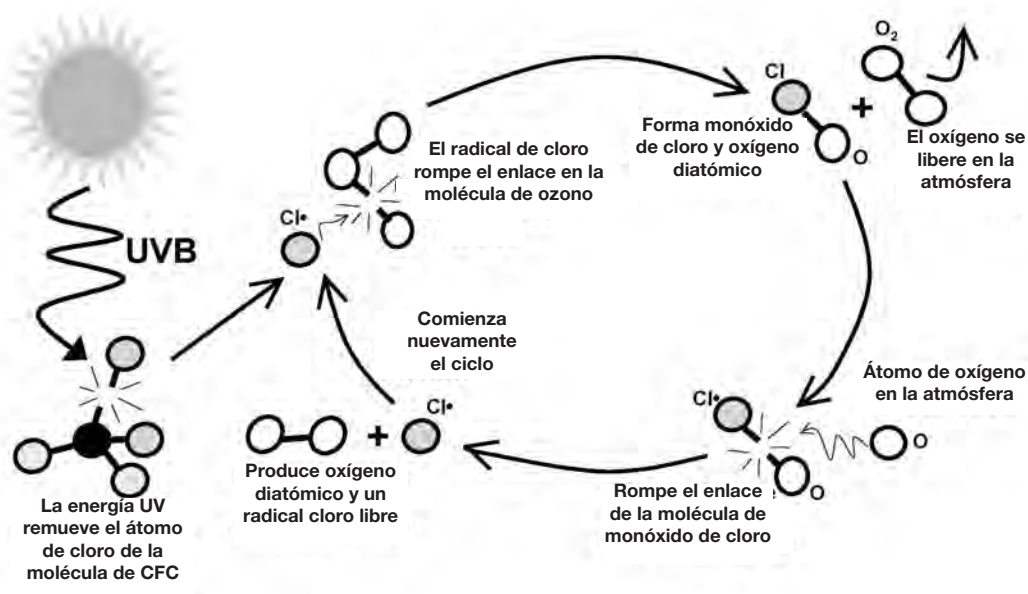 UVB
La energía UV
remueve el átomo
de cloro de la
molécula de CFC
Cl•
El radical de cloro
rompe el enlace en la
molécula de ozono
Cl
O
Forma monóxido
de cloro y oxígeno
diatómico
+
O₂
El oxígeno se
libere en la
atmósfera
Átomo de oxígeno
en la atmósfera
O
Cl•
O
Rompe el enlace
de la molécula de
monóxido de cloro
+
Cl•
Produce oxígeno
diatómico y un
radical cloro libre
Comienza
nuevamente
el ciclo